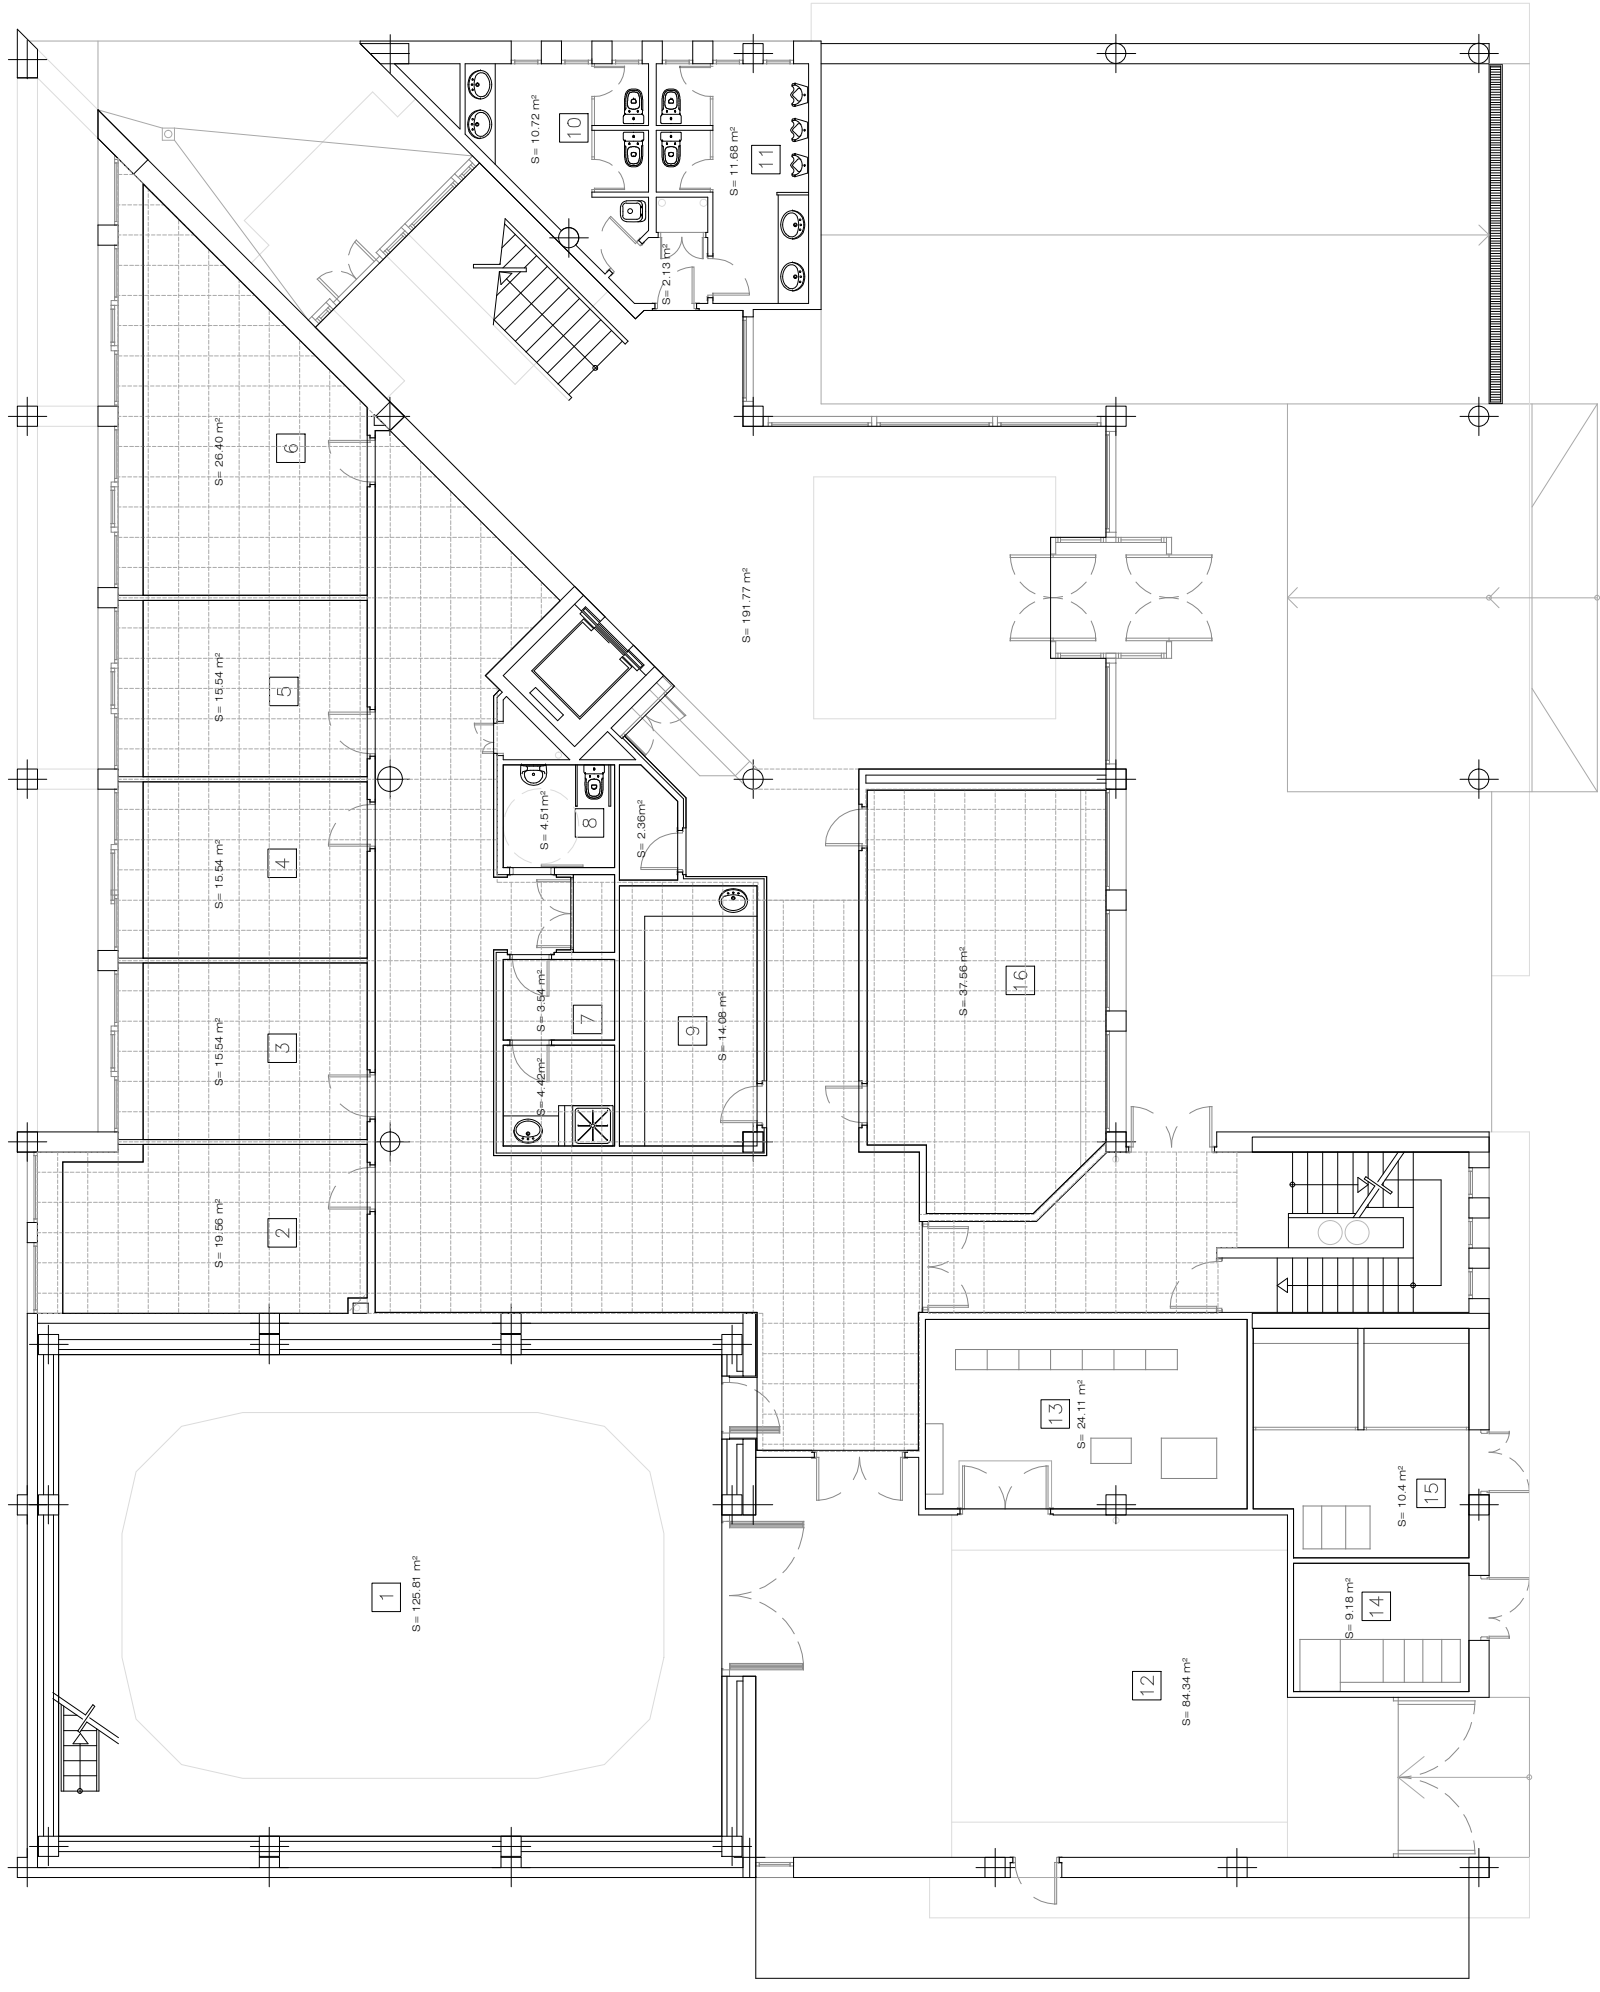 S= 10.72 m²
10
S= 11.68 m²
11
S= 2.13 m²
S= 26.40 m²
6
S= 191.77 m²
S= 15.54 m²
5
S= 15.54 m²
4
S= 4.51m²
8
S= 2.36m²
S= 15.54 m²
3
S= 3.54 m²
7
S= 4.42m²
9
S= 14.08 m²
S= 37.56 m²
16
S= 19.56 m²
2
13
S= 24.11 m²
S= 10.4 m²
15
1
S= 125.81 m²
S= 9.18 m²
14
12
S= 84.34 m²